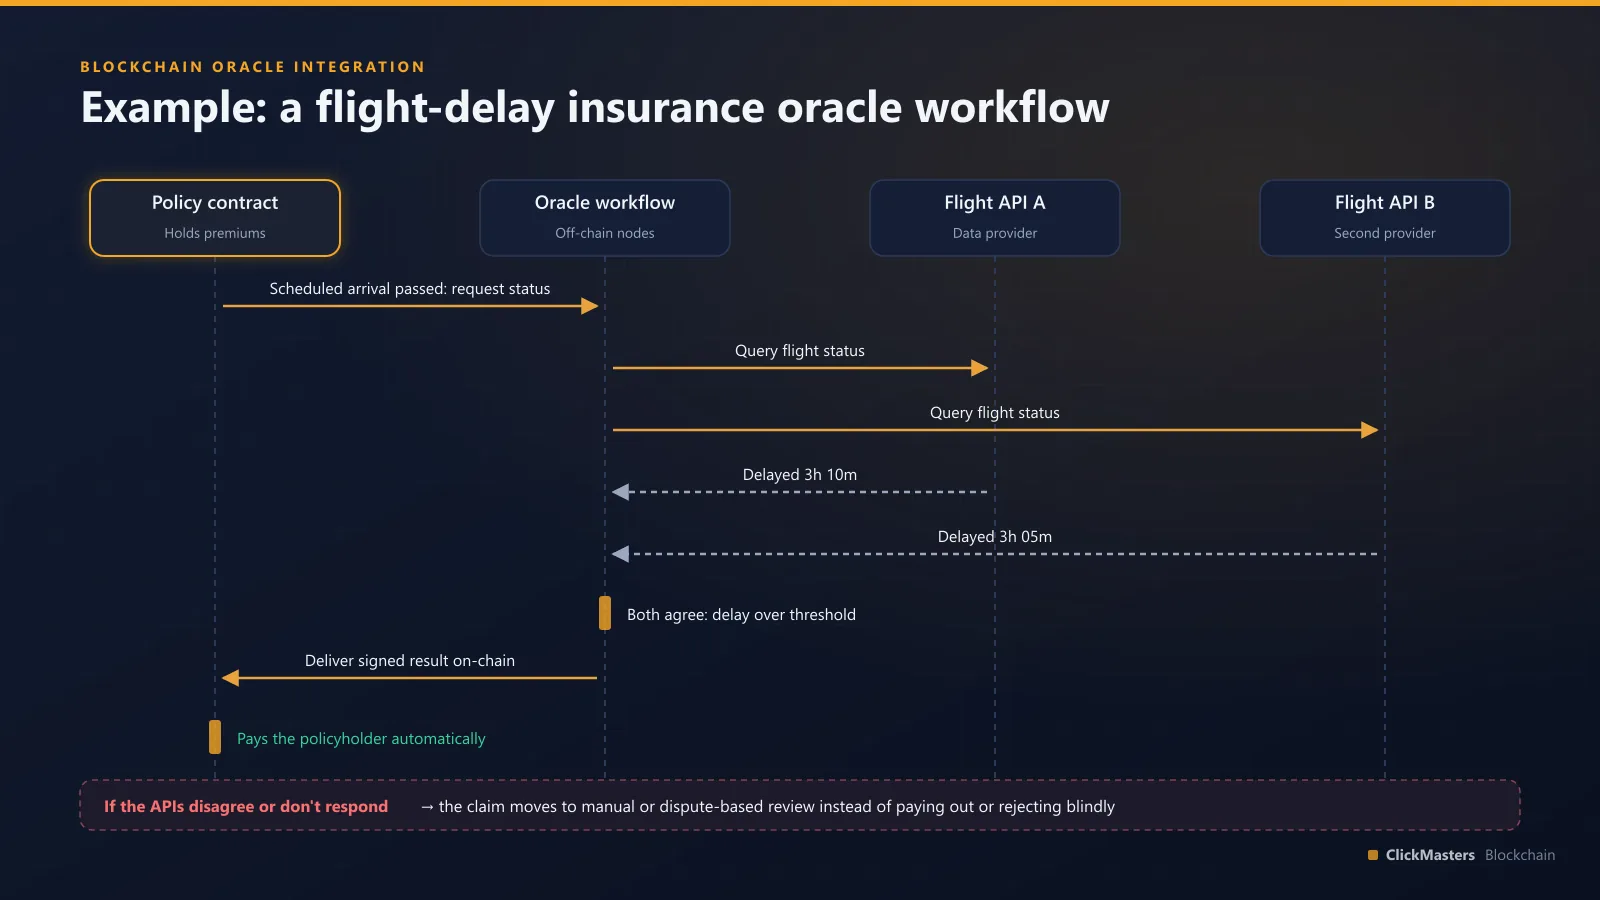 BLOCKCHAIN ORACLE INTEGRATION
Example: a flight-delay insurance oracle workflow
Policy contract
Holds premiums
Oracle workflow
Off-chain nodes
Flight API A
Data provider
Flight API B
Second provider
Scheduled arrival passed: request status
Query flight status
Query flight status
Delayed 3h 10m
Delayed 3h 05m
Both agree: delay over threshold
Deliver signed result on-chain
Pays the policyholder automatically
If the APIs disagree or don't respond → the claim moves to manual or dispute-based review instead of paying out or rejecting blindly
ClickMasters Blockchain